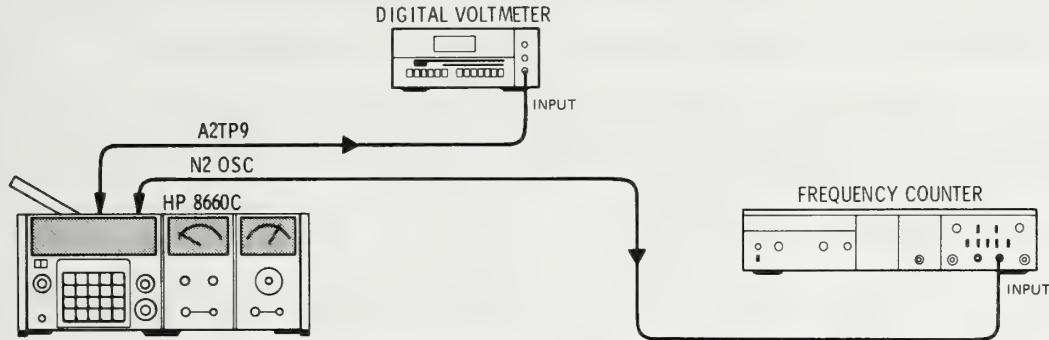 DIGITAL VOLTMETER
INPUT
A2TP9
N2 OSC
HP 8660C
FREQUENCY COUNTER
INPUT